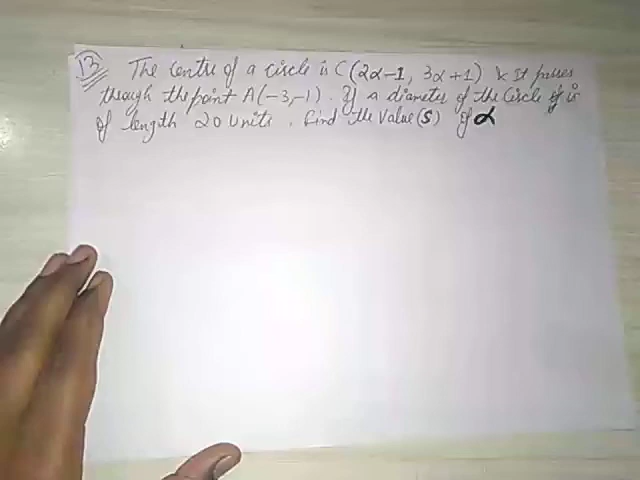 13 The Centre of a circle is C(2α-1, 3α+1) & It passes
through the point A(-3,-1). If a diameter of the Circle is
of length 20 Units. Find the Value(s) of α